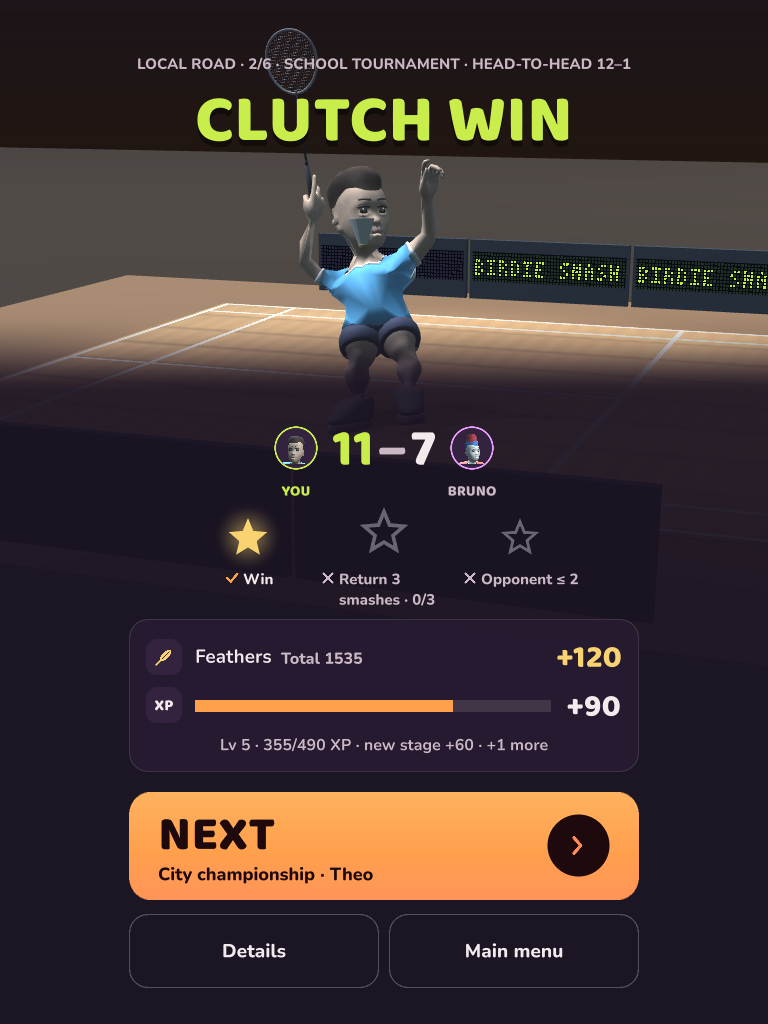 LOCAL ROAD · 2/6 · SCHOOL TOURNAMENT · HEAD-TO-HEAD 12–1
CLUTCH WIN
BIRDIE SMASH BIRDIE SMA
11–7
YOU BRUNO
Win
Return 3
smashes · 0/3
Opponent ≤ 2
Feathers Total 1535 +120
XP +90
Lv 5 · 355/490 XP · new stage +60 · +1 more
NEXT
City championship · Theo
Details Main menu